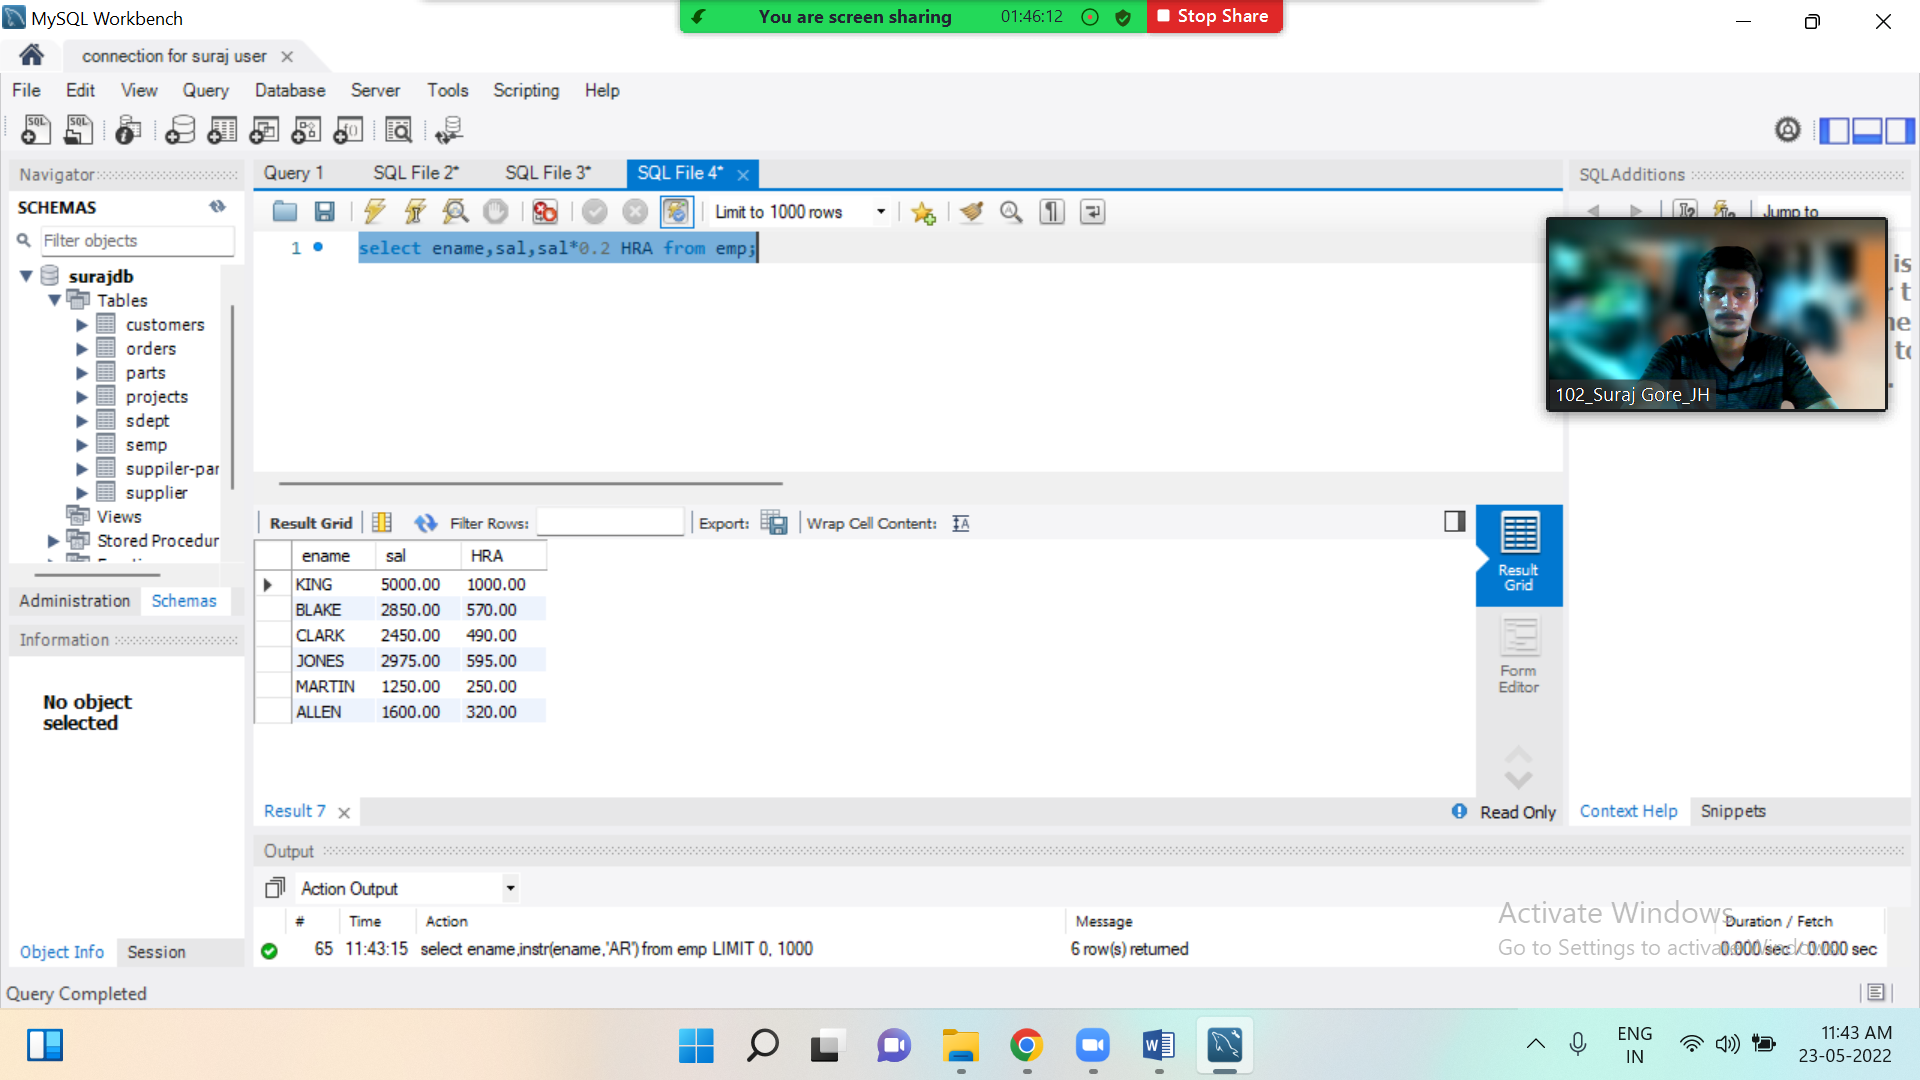 MySQL Workbench
You are screen sharing 01:46:12 Stop Share
connection for suraj user
File Edit View Query Database Server Tools Scripting Help
Navigator
SCHEMAS
Filter objects
surajdb
Tables
customers
orders
parts
projects
sdept
semp
suppiler-par
supplier
Views
Stored Procedur
Administration Schemas
Information
No object
selected
Object Info Session
Query 1 SQL File 2* SQL File 3* SQL File 4*
Limit to 1000 rows
1 select ename,sal,sal*0.2 HRA from emp;
Result Grid Filter Rows: Export: Wrap Cell Content:
ename sal HRA
KING 5000.00 1000.00
BLAKE 2850.00 570.00
CLARK 2450.00 490.00
JONES 2975.00 595.00
MARTIN 1250.00 250.00
ALLEN 1600.00 320.00
Result
Grid
Form
Editor
Result 7 Read Only
SQLAdditions
Jump to
is
102_Suraj Gore_JH
Context Help Snippets
Output
Action Output
# Time Action Message Duration / Fetch
65 11:43:15 select ename,instr(ename,'AR') from emp LIMIT 0, 1000 6 row(s) returned 0.000 sec / 0.000 sec
Activate Windows
Go to Settings to activate Windows.
Query Completed
ENG
IN
11:43 AM
23-05-2022